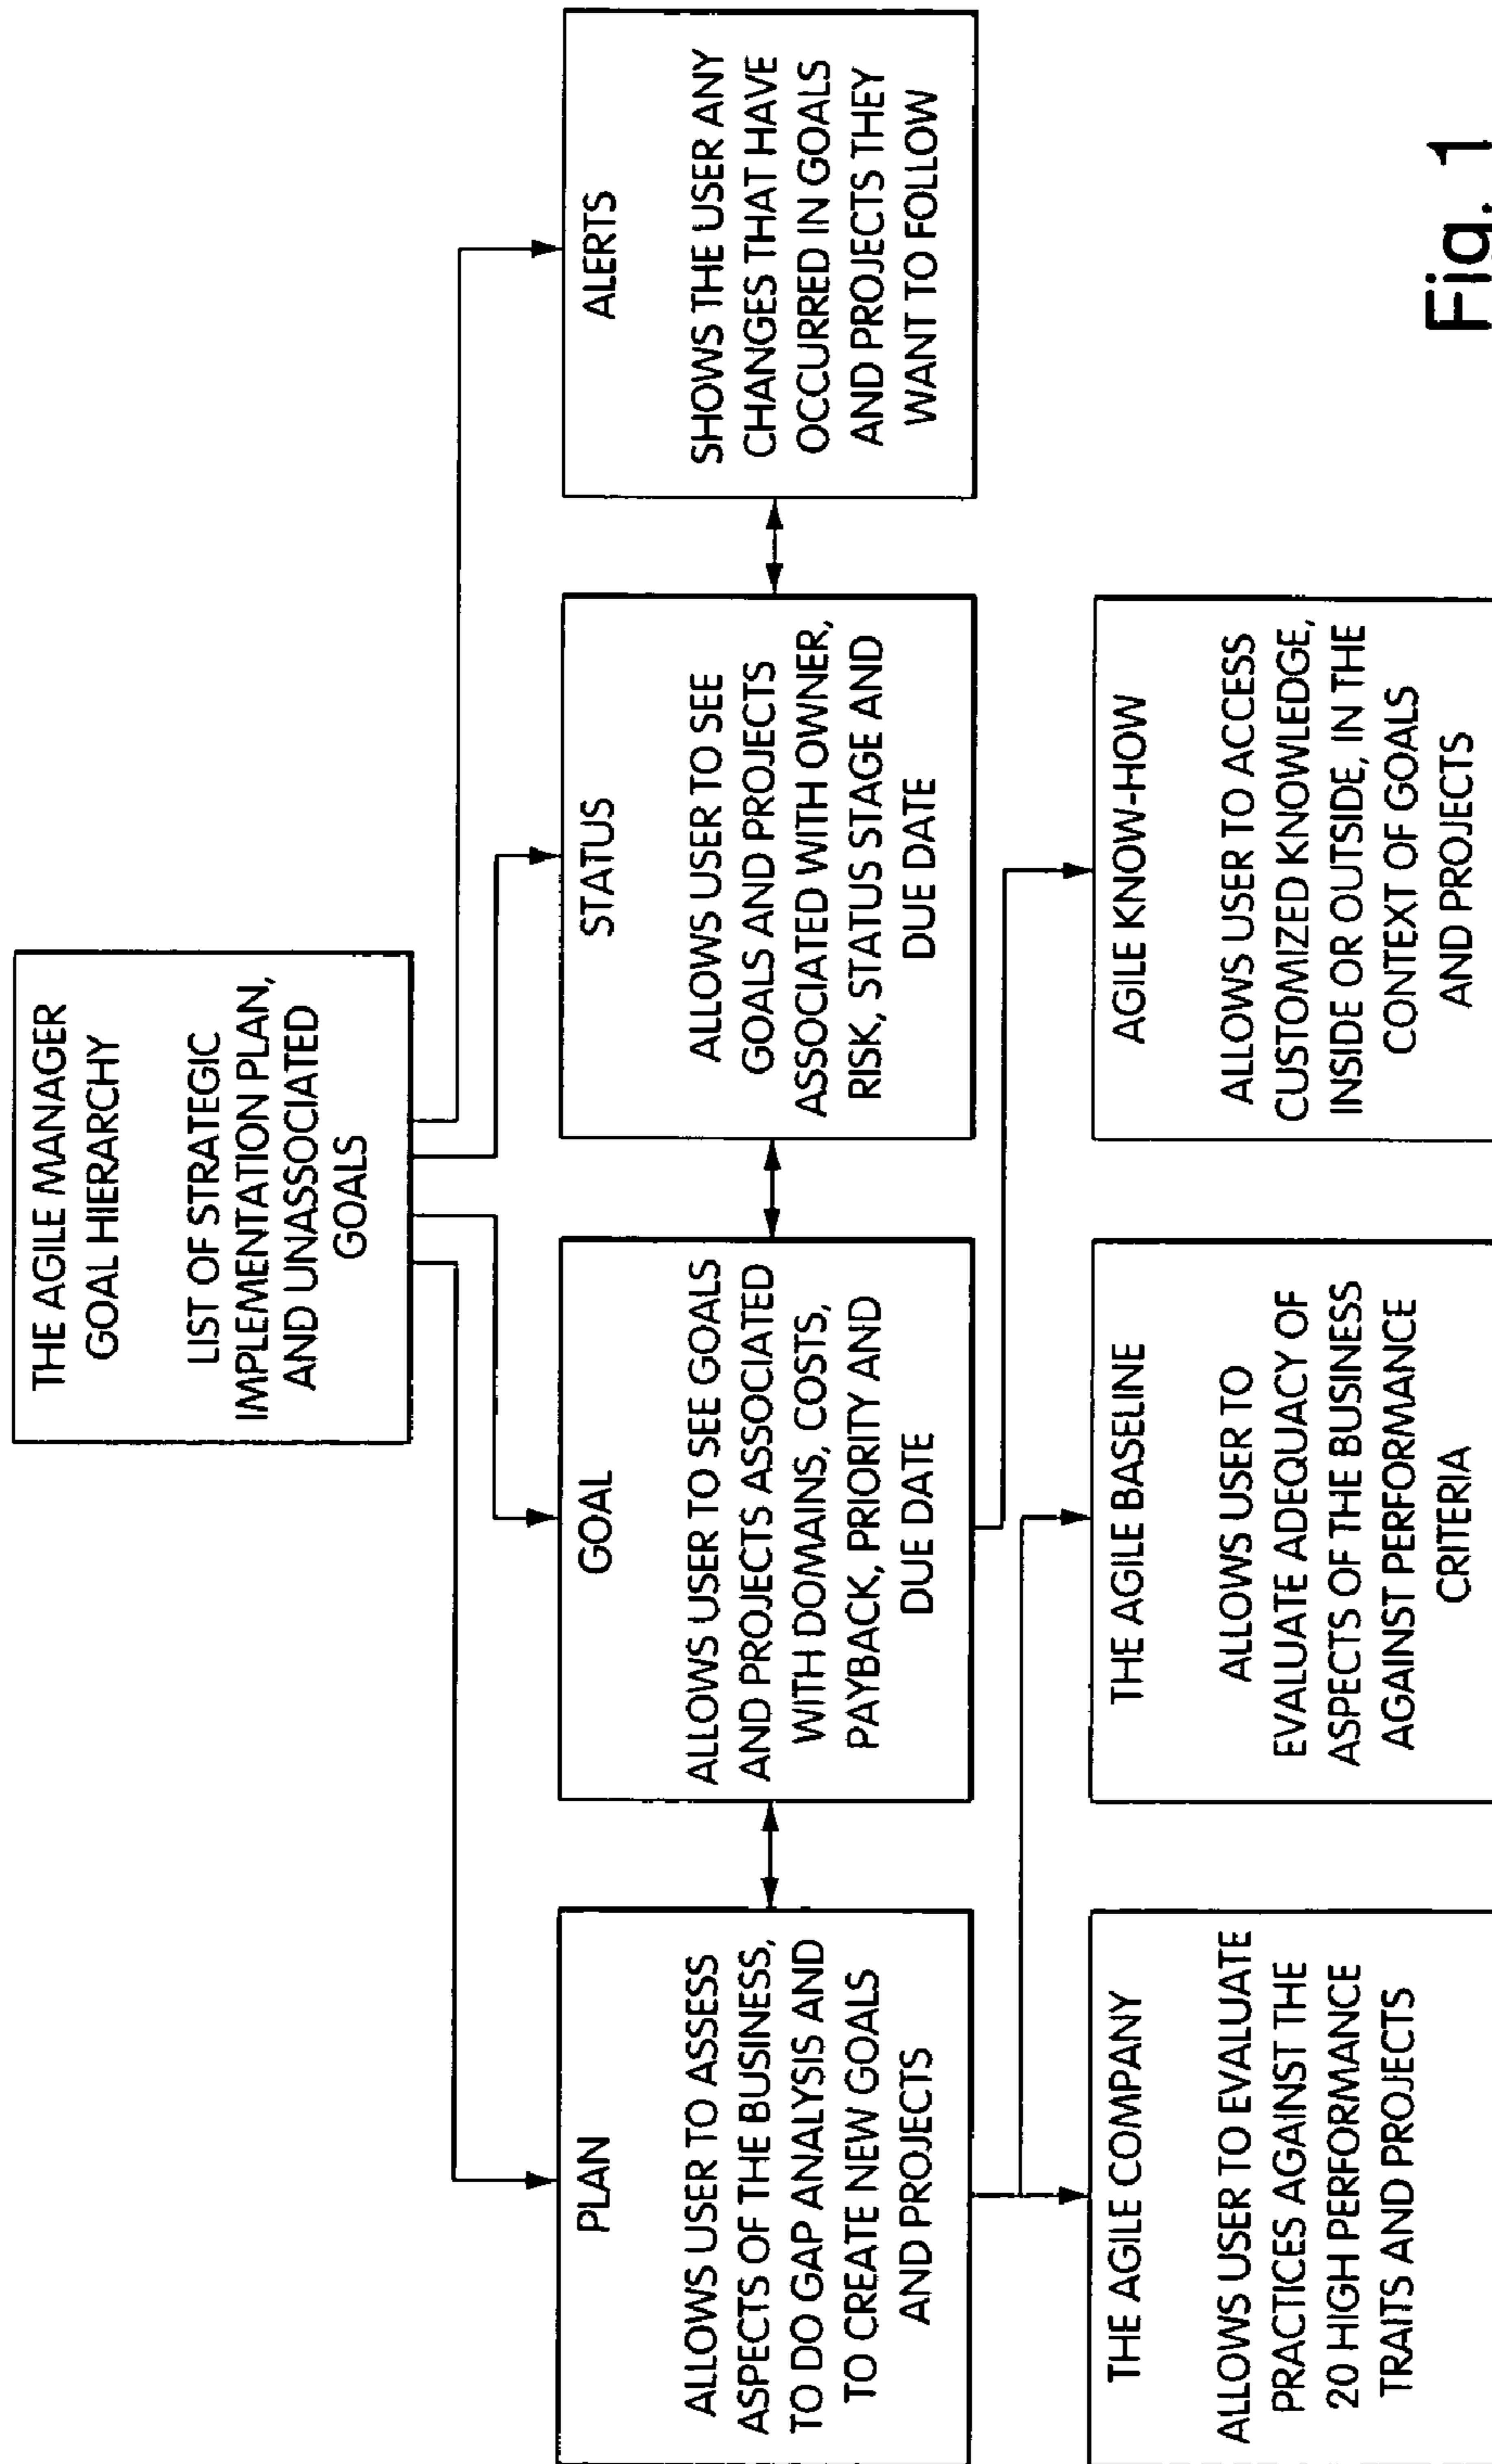 THE AGILE MANAGER
GOAL HIERARCHY
LIST OF STRATEGIC
IMPLEMENTATION PLAN,
AND UNASSOCIATED
GOALS
PLAN
ALLOWS USER TO ASSESS
ASPECTS OF THE BUSINESS,
TO DO GAP ANALYSIS AND
TO CREATE NEW GOALS
AND PROJECTS
GOAL
ALLOWS USER TO SEE GOALS
AND PROJECTS ASSOCIATED
WITH DOMAINS, COSTS,
PAYBACK, PRIORITY AND
DUE DATE
STATUS
ALLOWS USER TO SEE
GOALS AND PROJECTS
ASSOCIATED WITH OWNER,
RISK, STATUS STAGE AND
DUE DATE
ALERTS
SHOWS THE USER ANY
CHANGES THAT HAVE
OCCURRED IN GOALS
AND PROJECTS THEY
WANT TO FOLLOW
THE AGILE COMPANY
ALLOWS USER TO EVALUATE
PRACTICES AGAINST THE
20 HIGH PERFORMANCE
TRAITS AND PROJECTS
THE AGILE BASELINE
ALLOWS USER TO
EVALUATE ADEQUACY OF
ASPECTS OF THE BUSINESS
AGAINST PERFORMANCE
CRITERIA
AGILE KNOW-HOW
ALLOWS USER TO ACCESS
CUSTOMIZED KNOWLEDGE,
INSIDE OR OUTSIDE, IN THE
CONTEXT OF GOALS
AND PROJECTS
Fig. 1